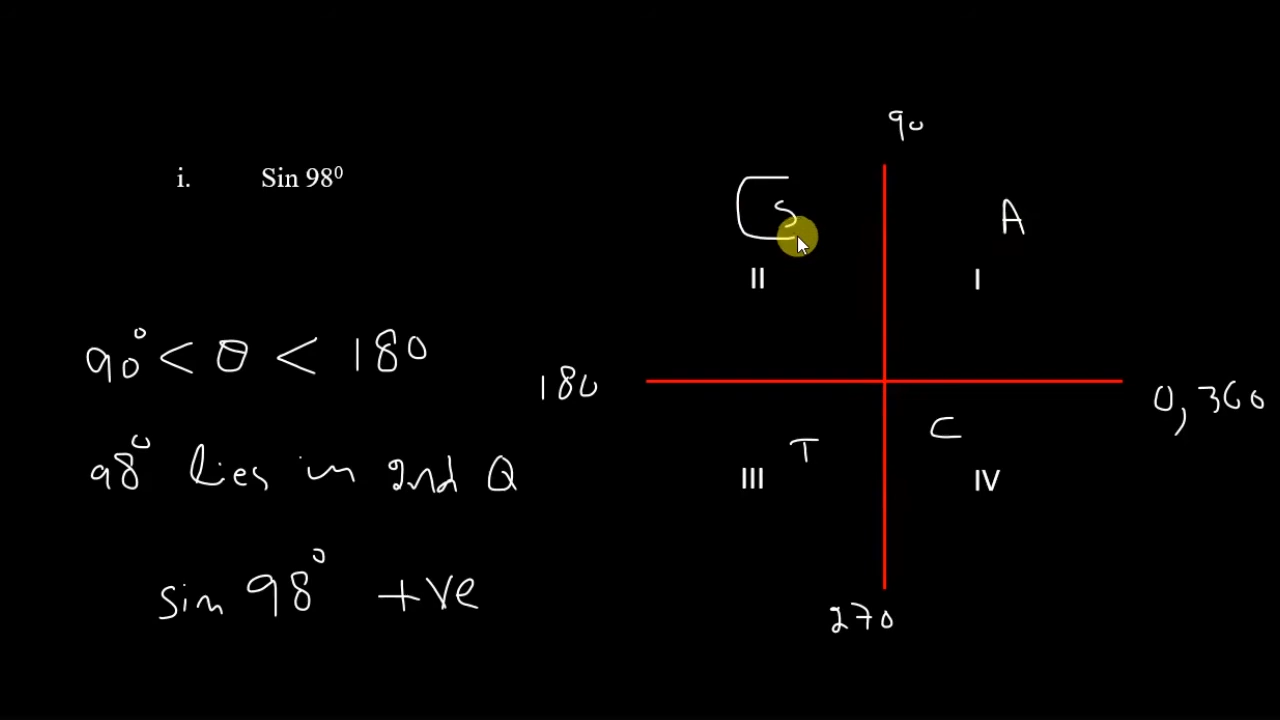 i. Sin 98⁰
90° < θ < 180
98° lies in 2nd Q
sin 98° +ve
90
S
A
II
I
180
0, 360
T
C
III
IV
270